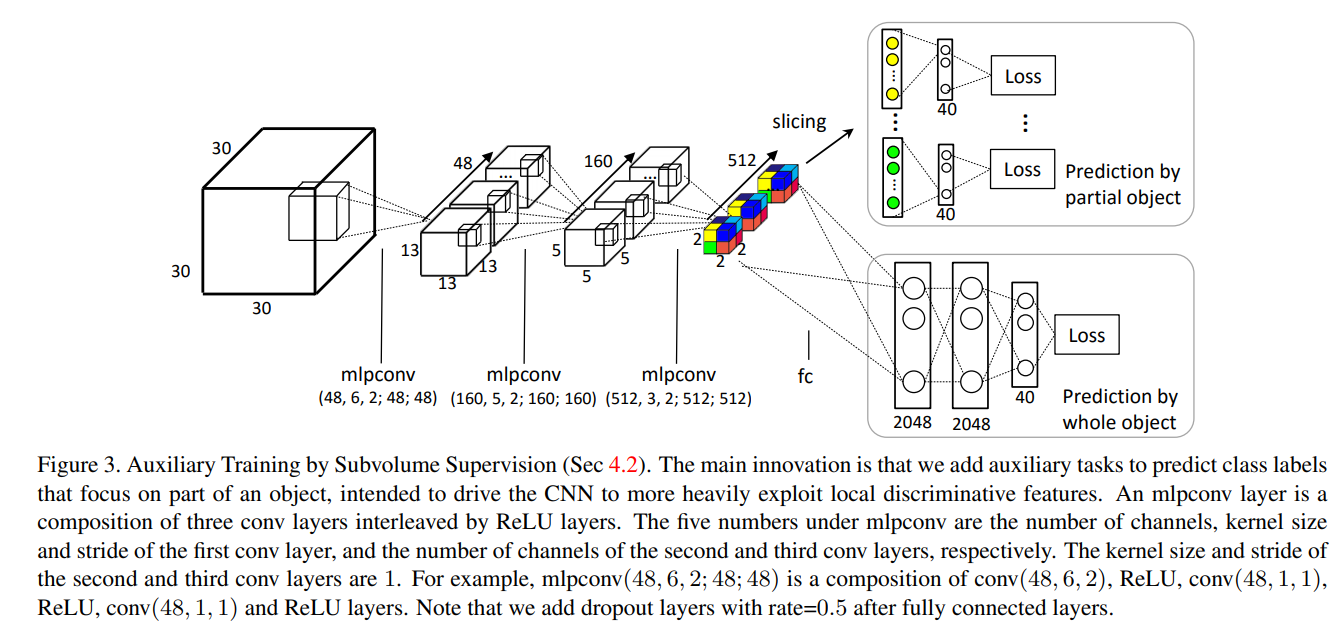 30
30
30
48
13
13
13
160
5
5
5
512
2
2
2
slicing
40
Loss
40
Loss
Prediction by
partial object
2048
2048
40
Loss
Prediction by
whole object
mlpconv
(48, 6, 2; 48; 48)
mlpconv
(160, 5, 2; 160; 160)
mlpconv
(512, 3, 2; 512; 512)
fc
Figure 3. Auxiliary Training by Subvolume Supervision (Sec 4.2). The main innovation is that we add auxiliary tasks to predict class labels
that focus on part of an object, intended to drive the CNN to more heavily exploit local discriminative features. An mlpconv layer is a
composition of three conv layers interleaved by ReLU layers. The five numbers under mlpconv are the number of channels, kernel size
and stride of the first conv layer, and the number of channels of the second and third conv layers, respectively. The kernel size and stride of
the second and third conv layers are 1. For example, mlpconv(48, 6, 2; 48; 48) is a composition of conv(48, 6, 2), ReLU, conv(48, 1, 1),
ReLU, conv(48, 1, 1) and ReLU layers. Note that we add dropout layers with rate=0.5 after fully connected layers.